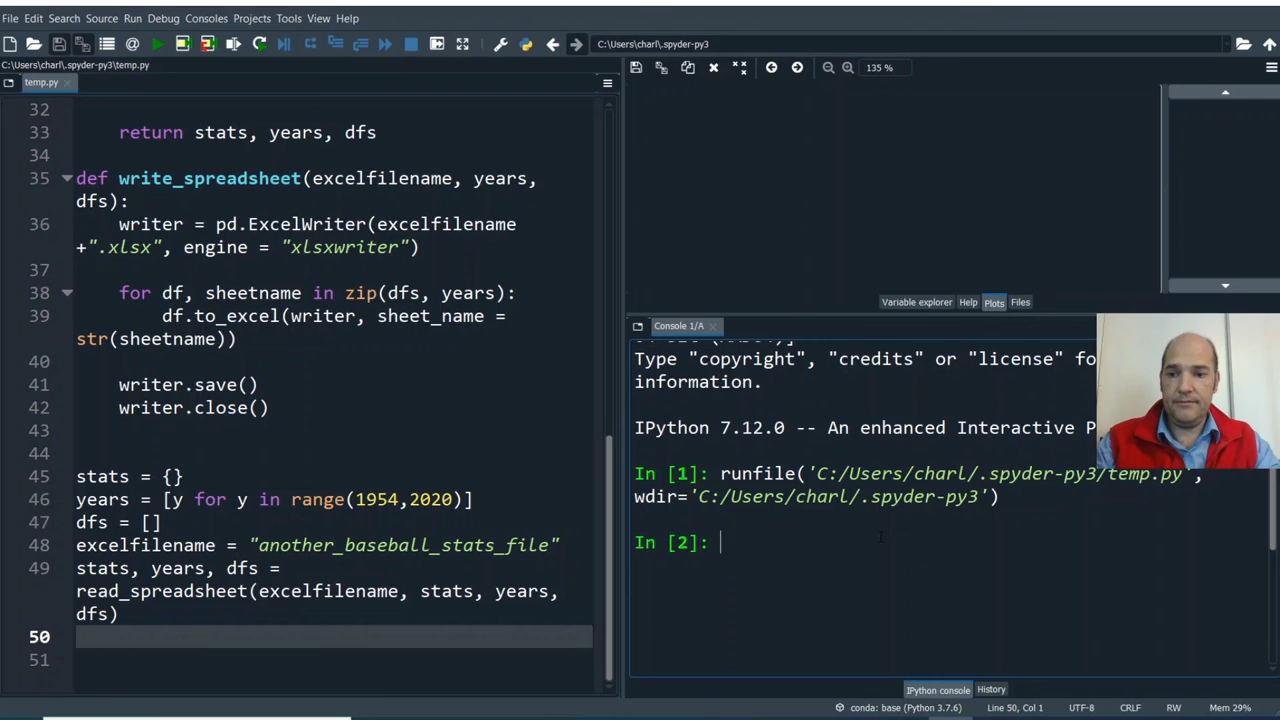 File Edit Search Source Run Debug Consoles Projects Tools View Help
C:\Users\charl\.spyder-py3
C:\Users\charl\.spyder-py3\temp.py
temp.py
135 %
32
33 return stats, years, dfs
34
35 def write_spreadsheet(excelfilename, years,
dfs):
36 writer = pd.ExcelWriter(excelfilename
+".xlsx", engine = "xlsxwriter")
37
38 for df, sheetname in zip(dfs, years):
39 df.to_excel(writer, sheet_name =
str(sheetname))
40
41 writer.save()
42 writer.close()
43
44
45 stats = {}
46 years = [y for y in range(1954,2020)]
47 dfs = []
48 excelfilename = "another_baseball_stats_file"
49 stats, years, dfs =
read_spreadsheet(excelfilename, stats, years,
dfs)
50
51
Variable explorer Help Plots Files
Console 1/A
Type "copyright", "credits" or "license" fo
information.
IPython 7.12.0 -- An enhanced Interactive P
In [1]: runfile('C:/Users/charl/.spyder-py3/temp.py',
wdir='C:/Users/charl/.spyder-py3')
In [2]:
IPython console History
conda: base (Python 3.7.6) Line 50, Col 1 UTF-8 CRLF RW Mem 29%